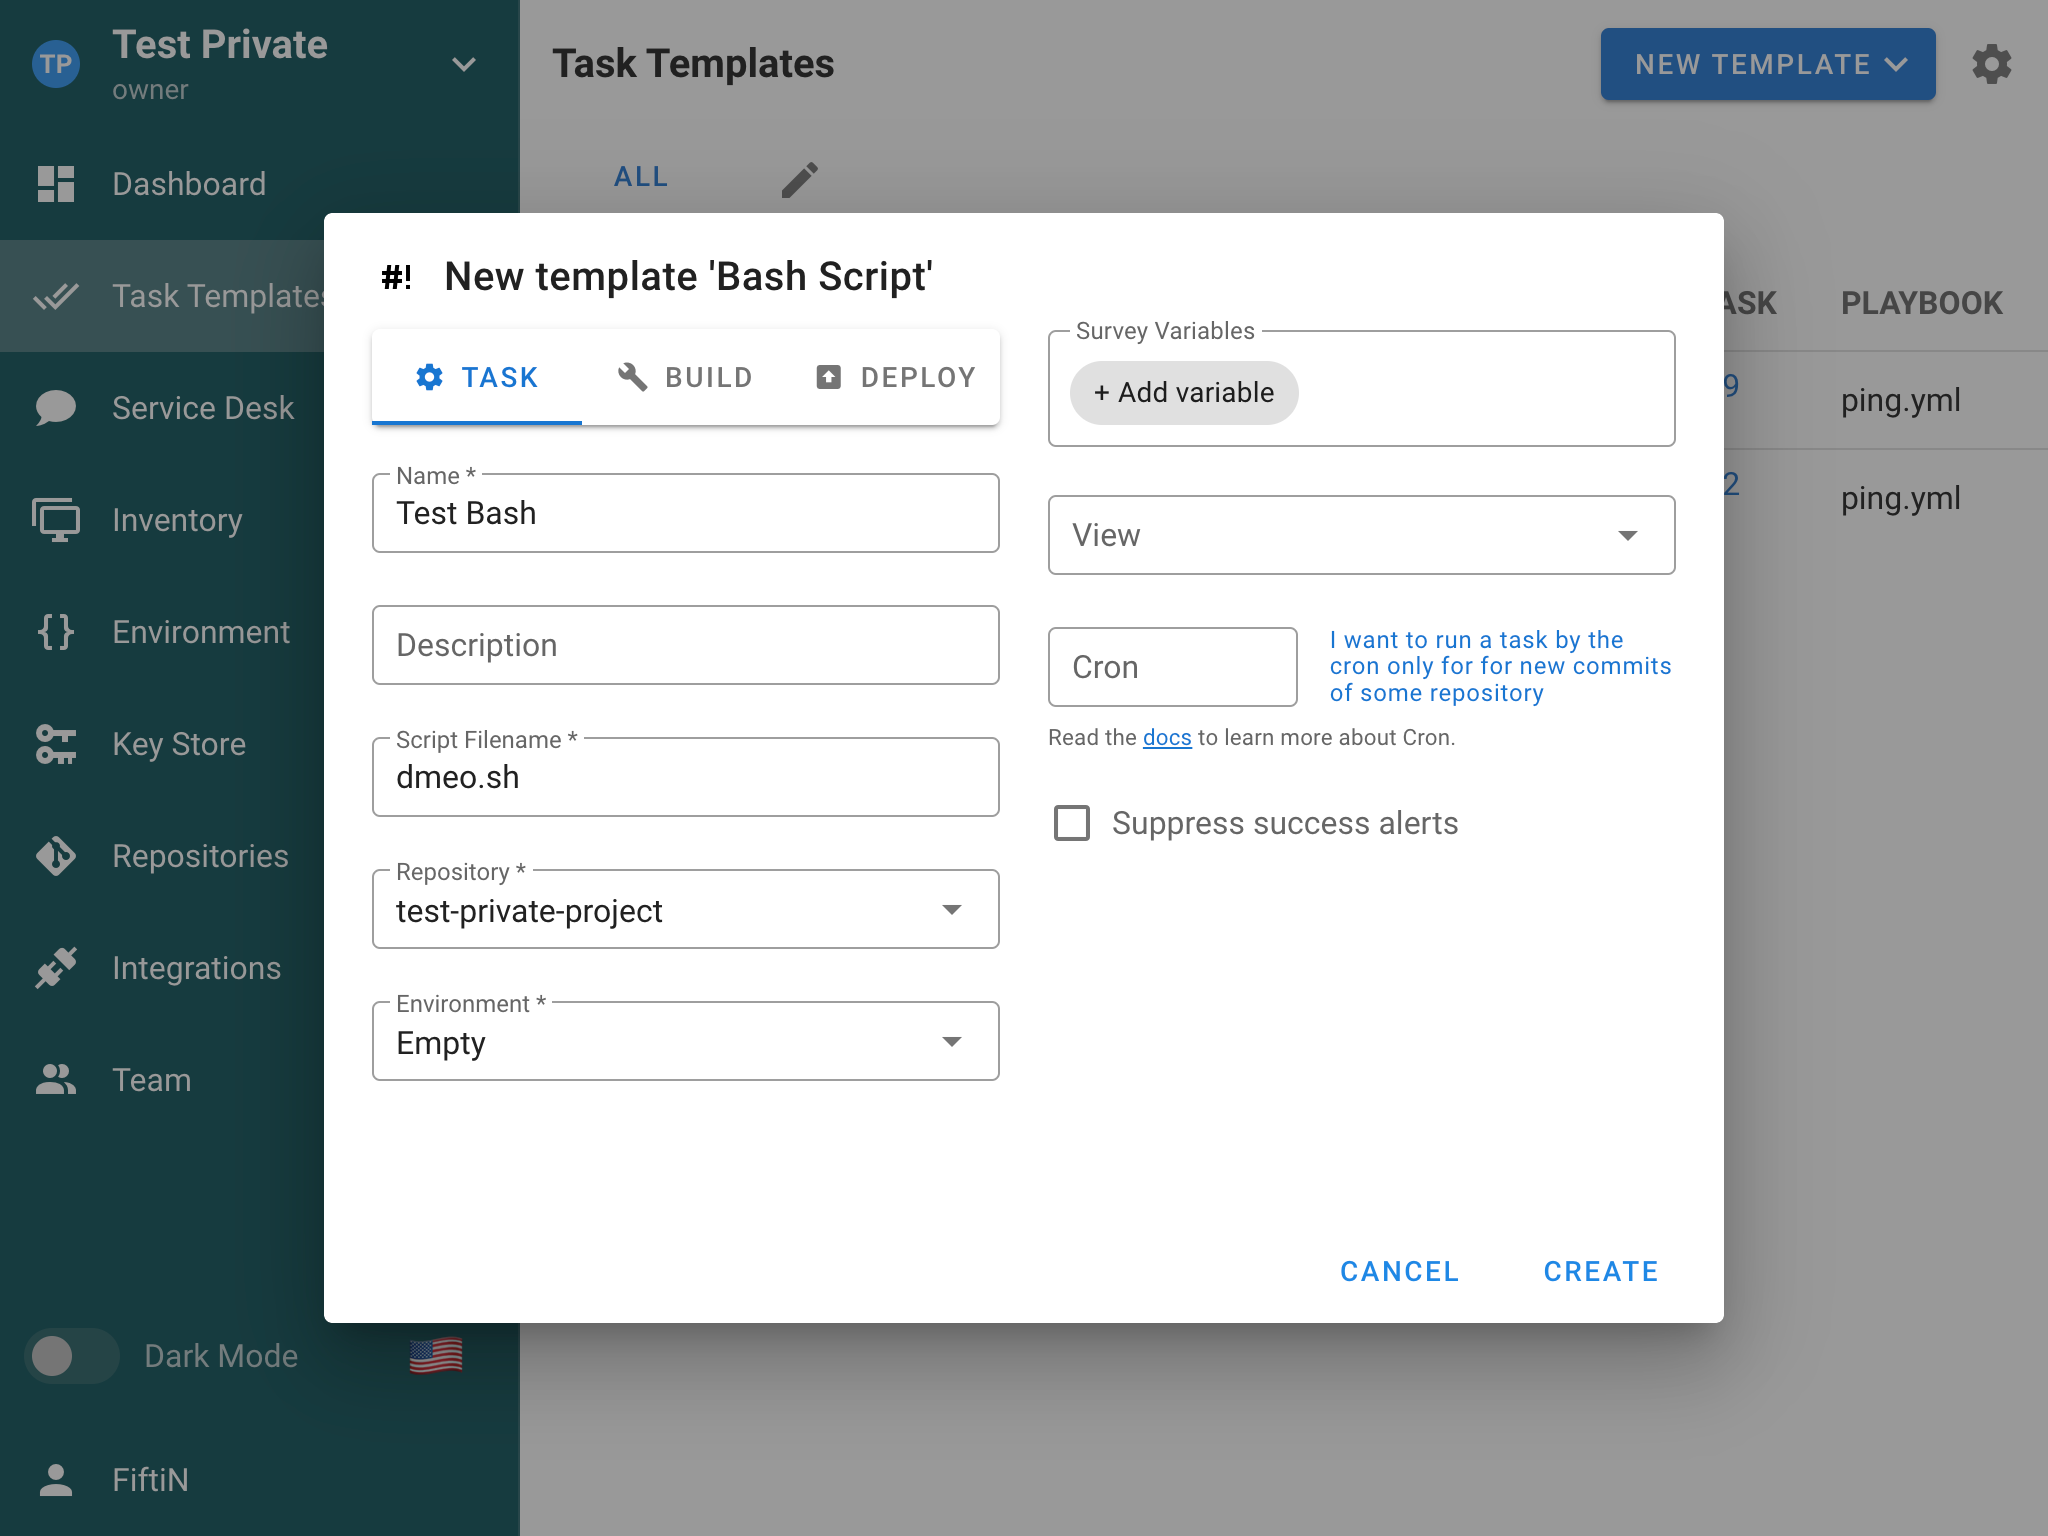 TP
Test Private
owner
Dashboard
Task Templates
Service Desk
Inventory
Environment
Key Store
Repositories
Integrations
Team
Dark Mode
FiftiN
Task Templates
NEW TEMPLATE
ALL
ASK
PLAYBOOK
9
ping.yml
2
ping.yml
#!
New template 'Bash Script'
TASK
BUILD
DEPLOY
Name *
Test Bash
Description
Script Filename *
dmeo.sh
Repository *
test-private-project
Environment *
Empty
Survey Variables
+ Add variable
View
Cron
I want to run a task by the
cron only for for new commits
of some repository
Read the docs to learn more about Cron.
Suppress success alerts
CANCEL
CREATE